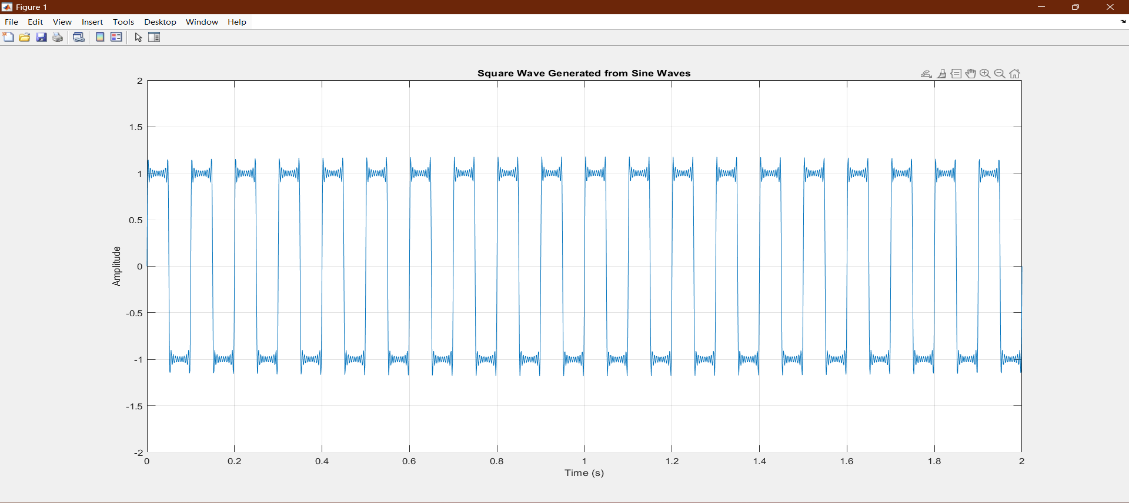 Figure 1
File Edit View Insert Tools Desktop Window Help
Square Wave Generated from Sine Waves
2
1.5
1
0.5
0
-0.5
-1
-1.5
-2
Amplitude
0 0.2 0.4 0.6 0.8 1 1.2 1.4 1.6 1.8 2
Time (s)